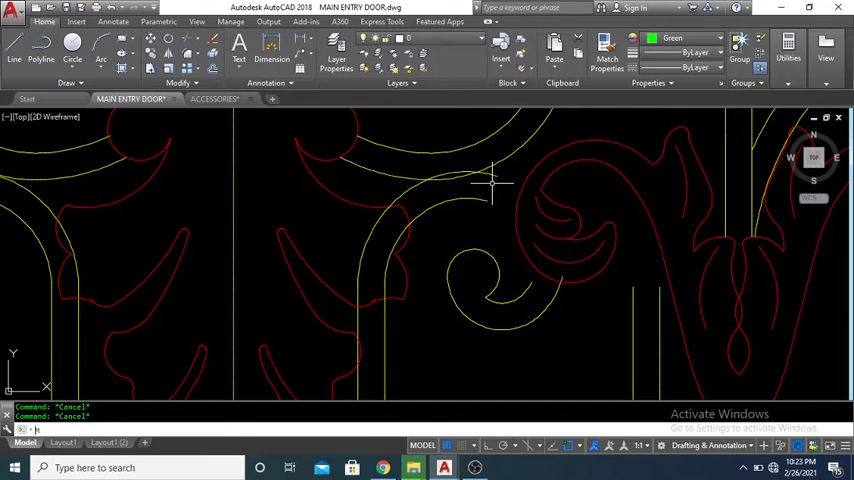 Autodesk AutoCAD 2018 MAIN ENTRY DOOR.dwg
Type a keyword or phrase
Sign In
Home Insert Annotate Parametric View Manage Output Add-ins A360 Express Tools Featured Apps
Line Polyline Circle Arc Text Dimension Layer Properties 0 Insert Paste Match Properties Green ByLayer ByLayer Group Utilities View
Draw Modify Annotation Layers Block Clipboard Properties Groups
Start MAIN ENTRY DOOR* ACCESSORIES*
[−][Top][2D Wireframe]
N
W TOP E
S
WCS
Y
X
Command: *Cancel*
Command: *Cancel*
M
Activate Windows
Go to Settings to activate Windows.
Model Layout1 Layout1 (2)
MODEL 1:1 Drafting & Annotation
Type here to search
10:23 PM
2/26/2021
15